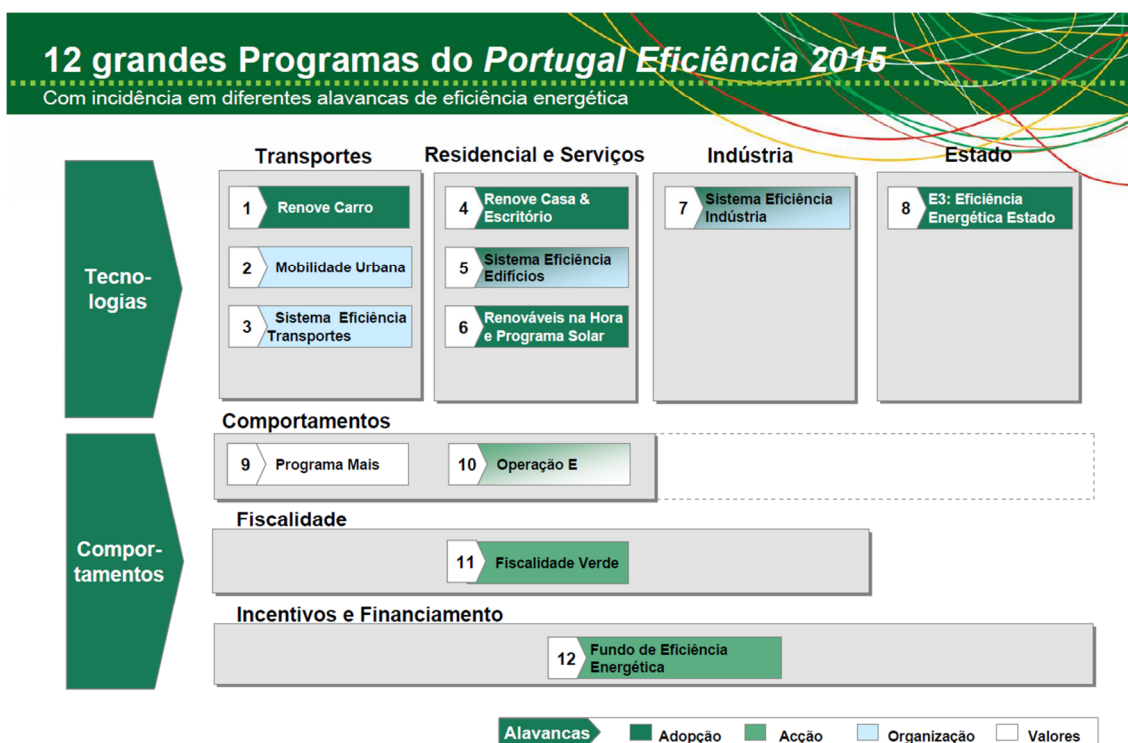 12 grandes Programas do Portugal Eficiência 2015
Com incidência em diferentes alavancas de eficiência energética
Transportes
Residencial e Serviços
Indústria
Estado
Tecno-
logias
1 Renove Carro
2 Mobilidade Urbana
3 Sistema Eficiência
Transportes
4 Renove Casa &
Escritório
5 Sistema Eficiência
Edifícios
6 Renováveis na Hora
e Programa Solar
7 Sistema Eficiência
Indústria
8 E3: Eficiência
Energética Estado
Compor-
tamentos
Comportamentos
9 Programa Mais
10 Operação E
Fiscalidade
11 Fiscalidade Verde
Incentivos e Financiamento
12 Fundo de Eficiência
Energética
Alavancas Adopção Acção Organização Valores